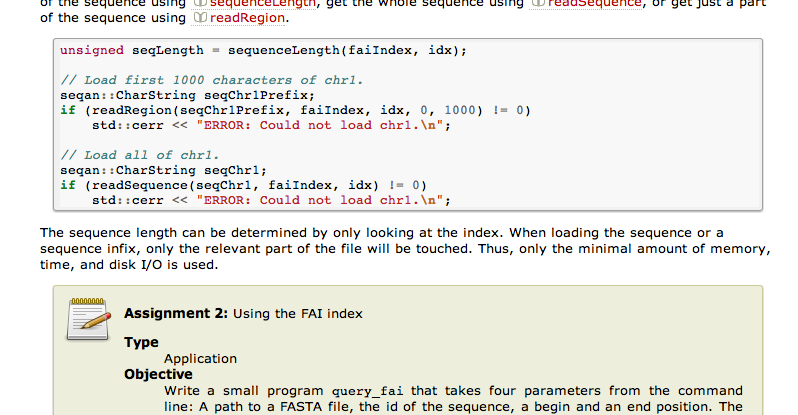 of the sequence using sequenceLength, get the whole sequence using readSequence, or get just a part
of the sequence using readRegion.
unsigned seqLength = sequenceLength(faiIndex, idx);
// Load first 1000 characters of chr1.
seqan::CharString seqChr1Prefix;
if (readRegion(seqChr1Prefix, faiIndex, idx, 0, 1000) != 0)
    std::cerr << "ERROR: Could not load chr1.\n";
// Load all of chr1.
seqan::CharString seqChr1;
if (readSequence(seqChr1, faiIndex, idx) != 0)
    std::cerr << "ERROR: Could not load chr1.\n";
The sequence length can be determined by only looking at the index. When loading the sequence or a
sequence infix, only the relevant part of the file will be touched. Thus, only the minimal amount of memory,
time, and disk I/O is used.
Assignment 2: Using the FAI index
Type
Application
Objective
Write a small program query_fai that takes four parameters from the command
line: A path to a FASTA file, the id of the sequence, a begin and an end position. The